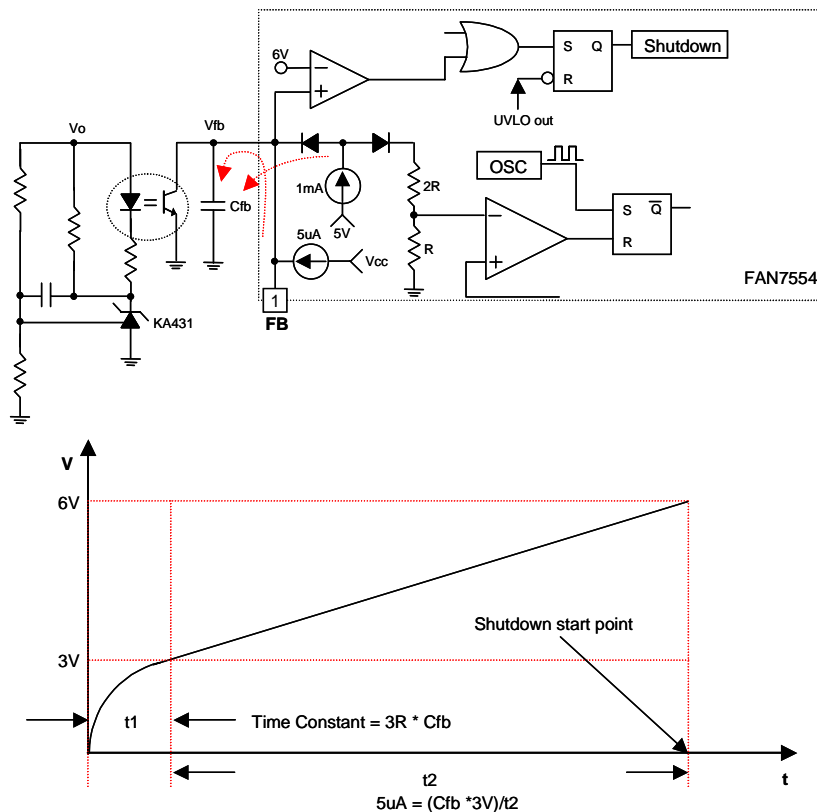 6V
S Q
Shutdown
R
UVLO out
Vo
Vfb
OSC
1mA
2R
Cfb
5V
S Q
5uA
R
R
Vcc
FAN7554
1
KA431
FB
V
6V
Shutdown start point
3V
t1
Time Constant = 3R * Cfb
t2
t
5uA = (Cfb *3V)/t2